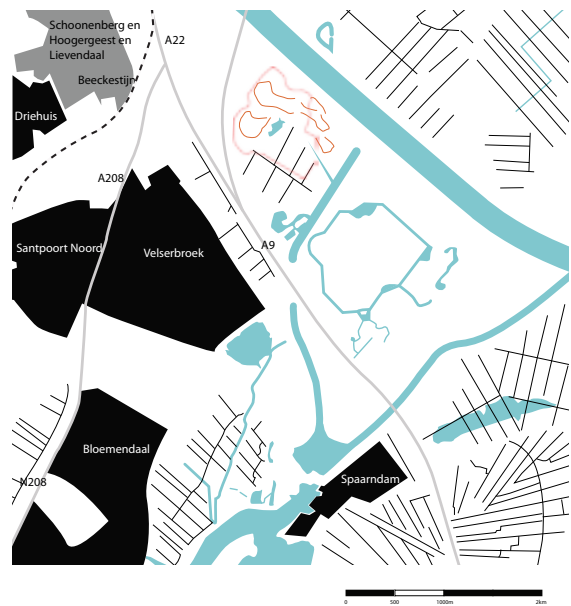 Schoonenberg en
Hoogergeest en
Lievendaal
A22
Beeckestijn
Driehuis
A208
Santpoort Noord
Velserbroek
A9
Bloemendaal
Spaarndam
N208
0
500
1000m
2km